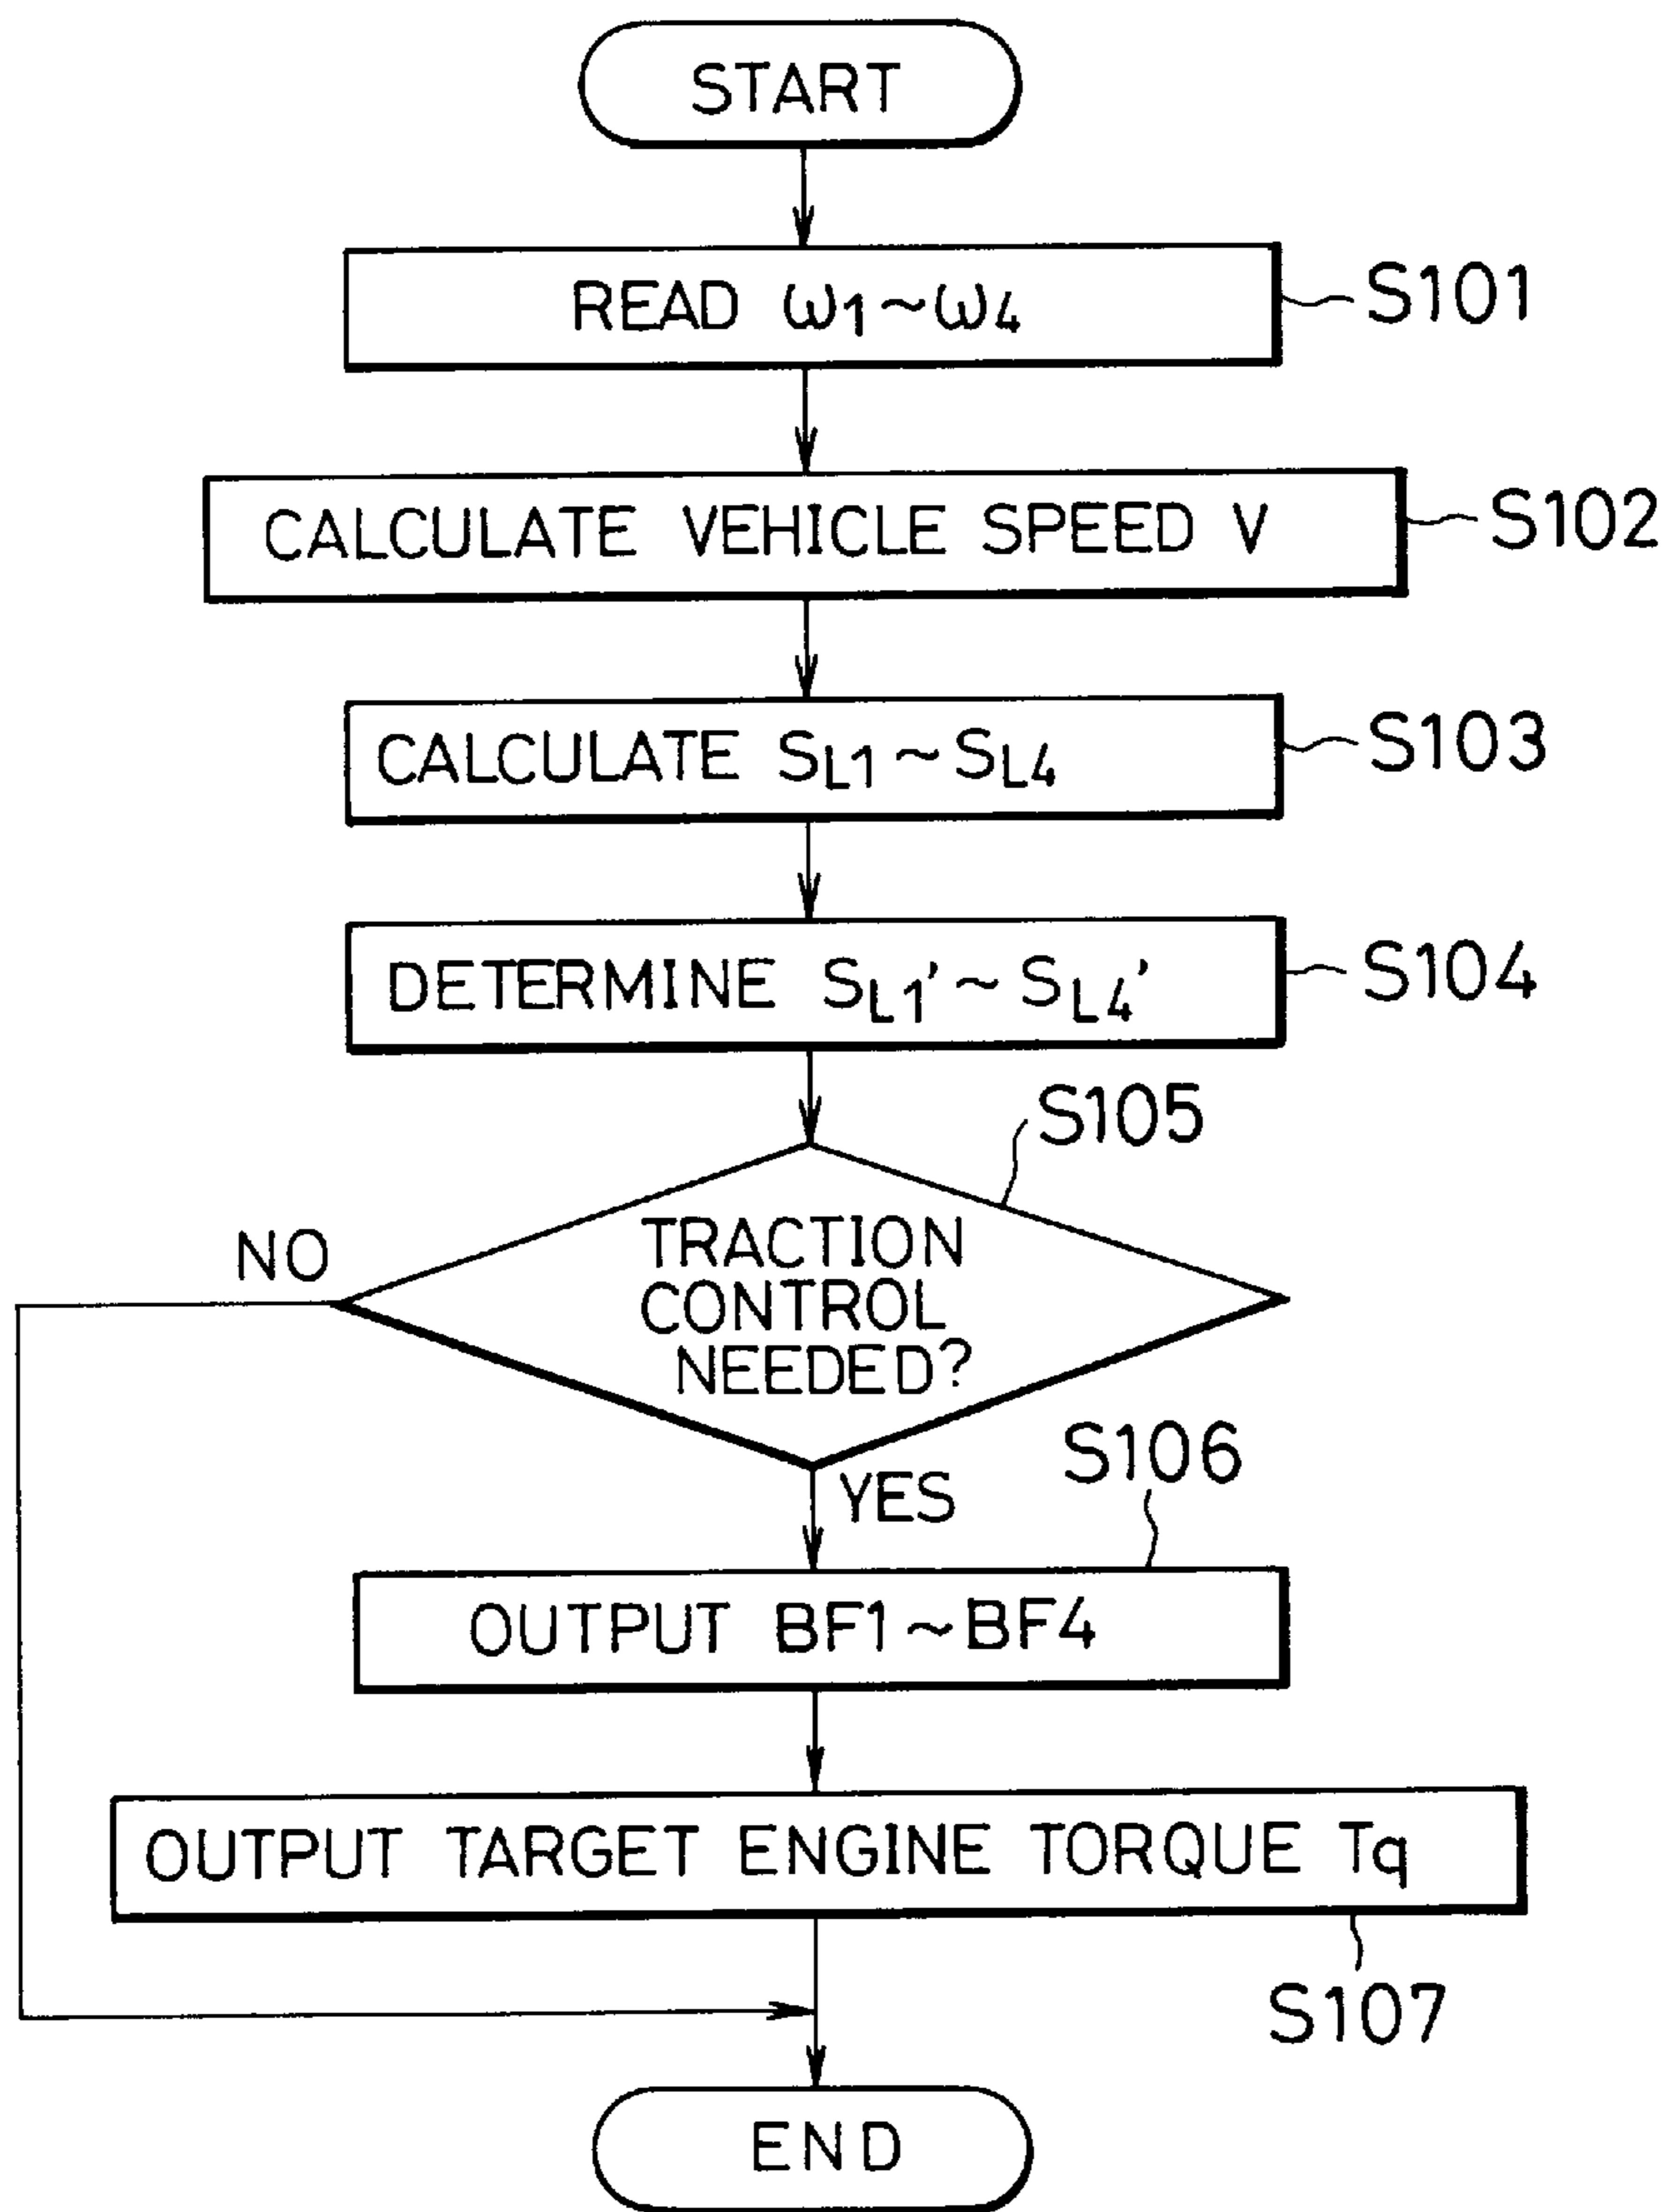 START
READ ω1~ω4
S101
CALCULATE VEHICLE SPEED V
S102
CALCULATE SL1~SL4
S103
DETERMINE SL1'~SL4'
S104
S105
NO
TRACTION
CONTROL
NEEDED?
YES
S106
OUTPUT BF1~BF4
OUTPUT TARGET ENGINE TORQUE Tq
S107
END